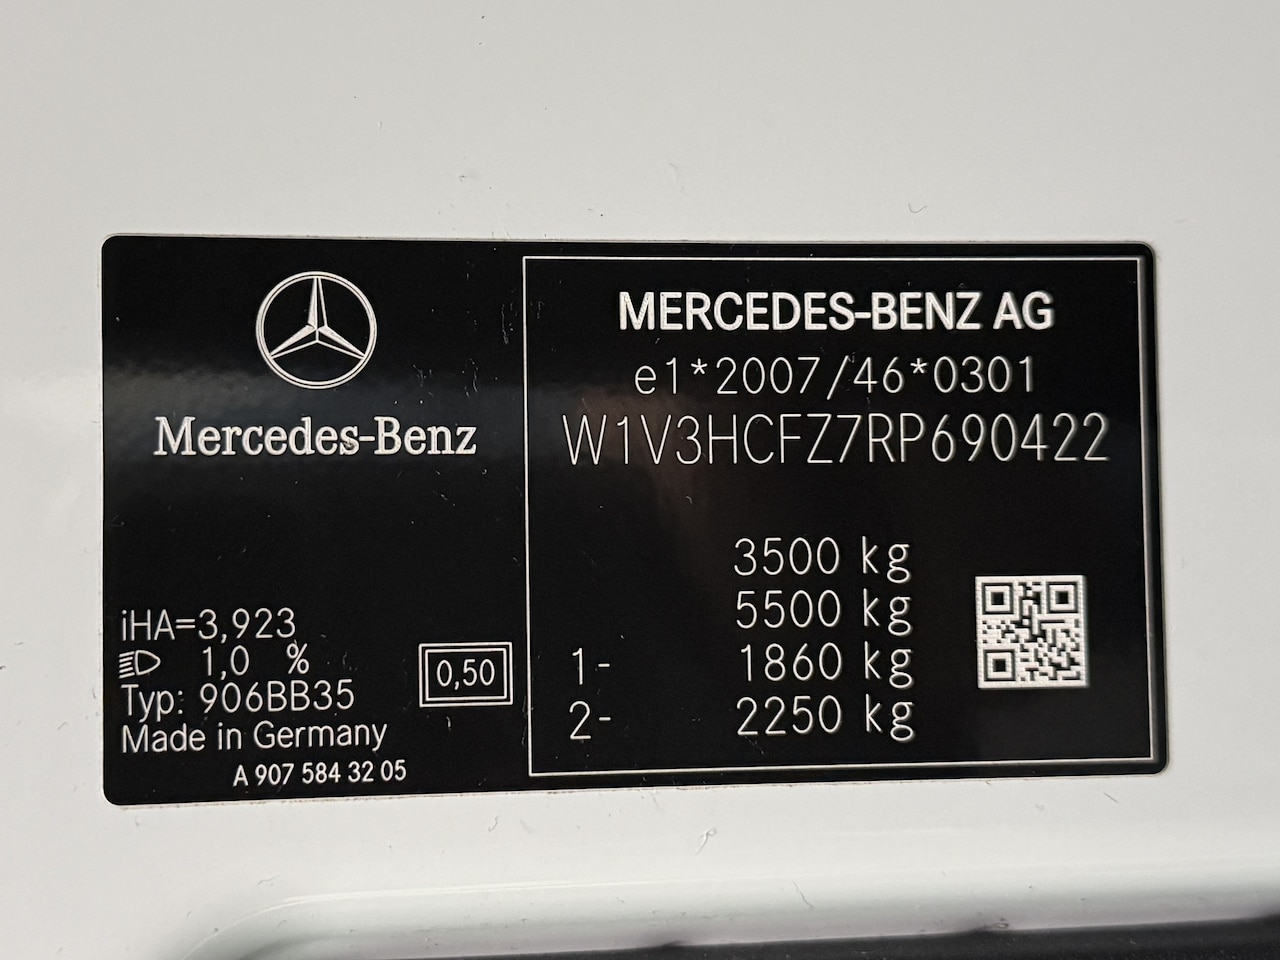 Mercedes-Benz
iHA=3,923
1,0 %
Typ: 906BB35
Made in Germany
A 907 584 32 05
0,50
MERCEDES-BENZ AG
e1*2007/46*0301
W1V3HCFZ7RP690422
3500 kg
5500 kg
1- 1860 kg
2- 2250 kg